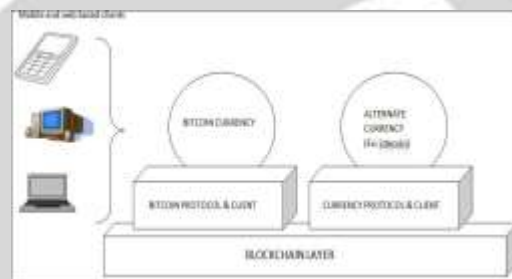 Mobile and web based clients
BITCOIN CURRENCY
ALTERNATE
CURRENCY
BITCOIN PROTOCOL & CLIENT
CURRENCY PROTOCOL & CLIENT
BLOCKCHAIN LAYER